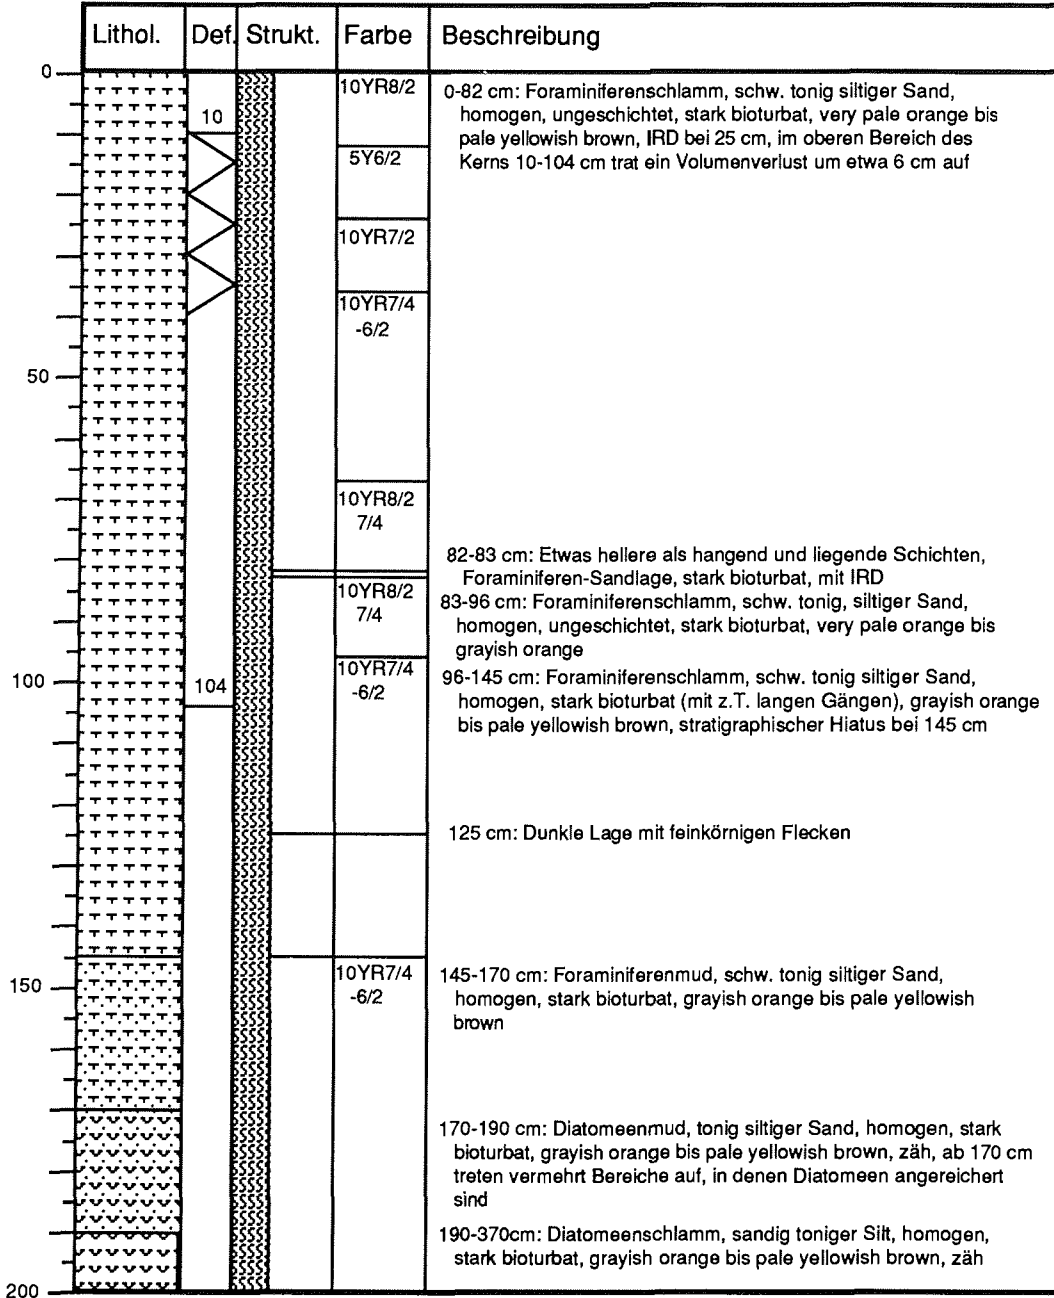 Lithol. Def. Strukt. Farbe Beschreibung
0
10YR8/2
0-82 cm: Foraminiferenschlamm, schw. tonig siltiger Sand,
homogen, ungeschichtet, stark bioturbat, very pale orange bis
10
pale yellowish brown, IRD bei 25 cm, im oberen Bereich des
5Y6/2
Kerns 10-104 cm trat ein Volumenverlust um etwa 6 cm auf
10YR7/2
10YR7/4
-6/2
50
10YR8/2
7/4
82-83 cm: Etwas hellere als hangend und liegende Schichten,
Foraminiferen-Sandlage, stark bioturbat, mit IRD
10YR8/2
7/4
83-96 cm: Foraminiferenschlamm, schw. tonig, siltiger Sand,
homogen, ungeschichtet, stark bioturbat, very pale orange bis
grayish orange
100
104
10YR7/4
-6/2
96-145 cm: Foraminiferenschlamm, schw. tonig siltiger Sand,
homogen, stark bioturbat (mit z.T. langen Gängen), grayish orange
bis pale yellowish brown, stratigraphischer Hiatus bei 145 cm
125 cm: Dunkle Lage mit feinkörnigen Flecken
150
10YR7/4
-6/2
145-170 cm: Foraminiferenmud, schw. tonig siltiger Sand,
homogen, stark bioturbat, grayish orange bis pale yellowish
brown
170-190 cm: Diatomeenmud, tonig siltiger Sand, homogen, stark
bioturbat, grayish orange bis pale yellowish brown, zäh, ab 170 cm
treten vermehrt Bereiche auf, in denen Diatomeen angereichert
sind
190-370cm: Diatomeenschlamm, sandig toniger Silt, homogen,
stark bioturbat, grayish orange bis pale yellowish brown, zäh
200